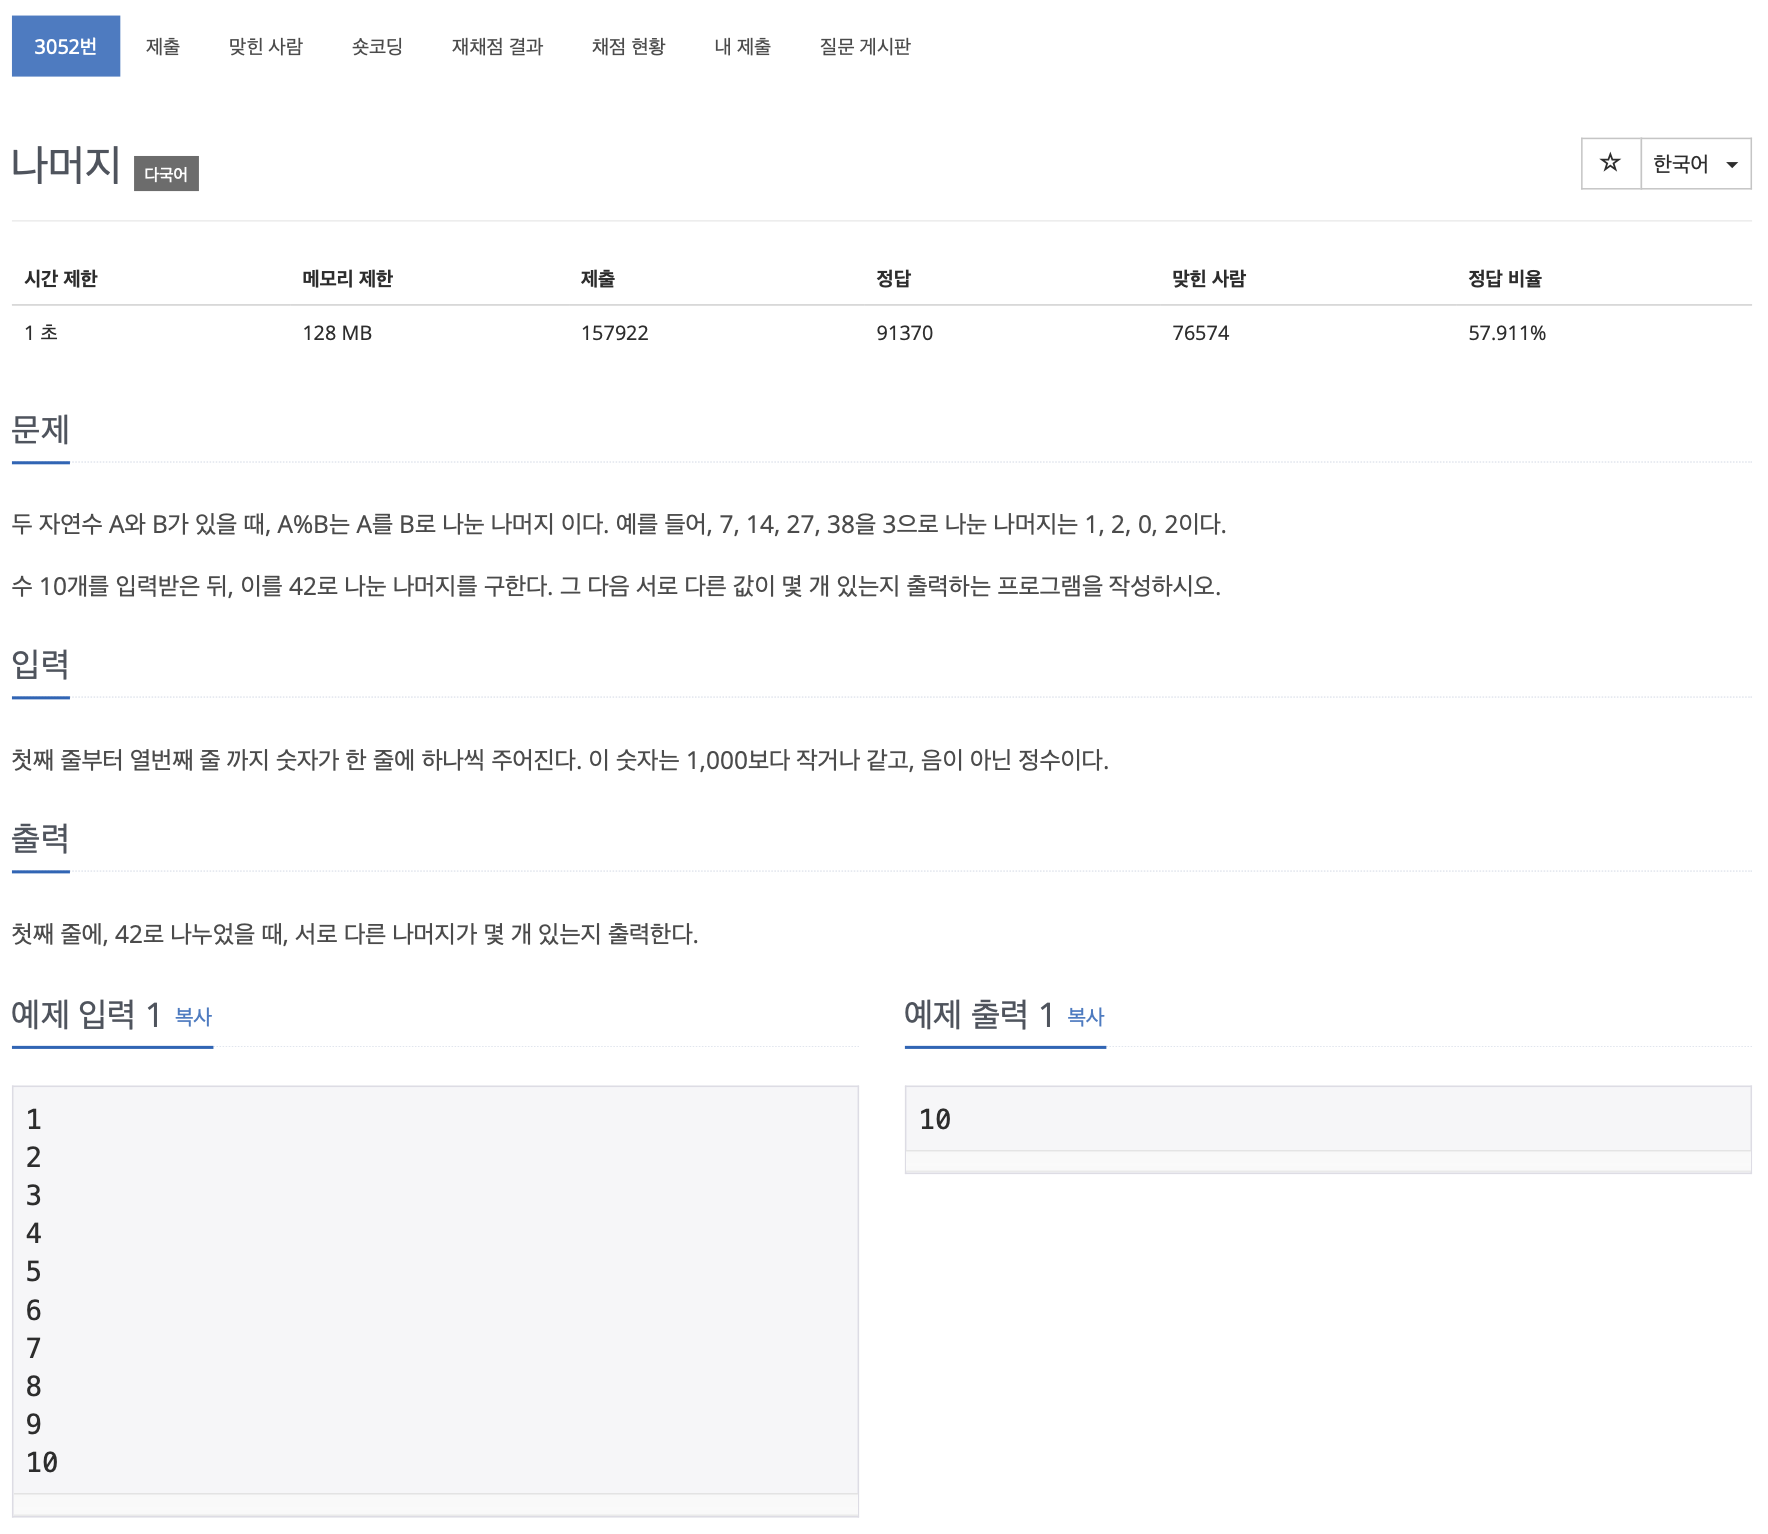 3052번 제출 맞힌 사람 숏코딩 재채점 결과 채점 현황 내 제출 질문 게시판
나머지 다국어
☆ 한국어
시간 제한 메모리 제한 제출 정답 맞힌 사람 정답 비율
1 초 128 MB 157922 91370 76574 57.911%
문제
두 자연수 A와 B가 있을 때, A%B는 A를 B로 나눈 나머지 이다. 예를 들어, 7, 14, 27, 38을 3으로 나눈 나머지는 1, 2, 0, 2이다.
수 10개를 입력받은 뒤, 이를 42로 나눈 나머지를 구한다. 그 다음 서로 다른 값이 몇 개 있는지 출력하는 프로그램을 작성하시오.
입력
첫째 줄부터 열번째 줄 까지 숫자가 한 줄에 하나씩 주어진다. 이 숫자는 1,000보다 작거나 같고, 음이 아닌 정수이다.
출력
첫째 줄에, 42로 나누었을 때, 서로 다른 나머지가 몇 개 있는지 출력한다.
예제 입력 1 복사
1
2
3
4
5
6
7
8
9
10
예제 출력 1 복사
10